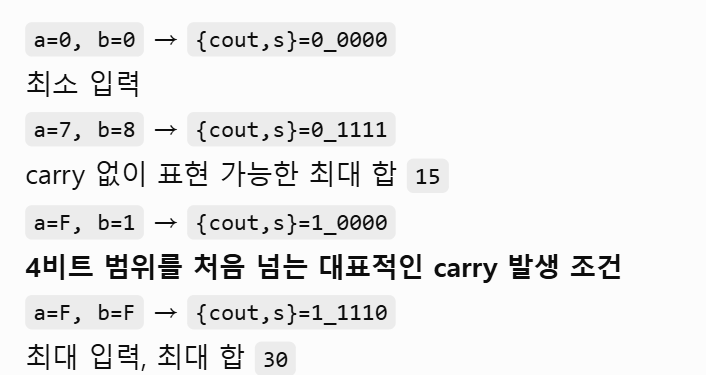 a=0, b=0 → {cout,s}=0_0000
최소 입력
a=7, b=8 → {cout,s}=0_1111
carry 없이 표현 가능한 최대 합 15
a=F, b=1 → {cout,s}=1_0000
4비트 범위를 처음 넘는 대표적인 carry 발생 조건
a=F, b=F → {cout,s}=1_1110
최대 입력, 최대 합 30